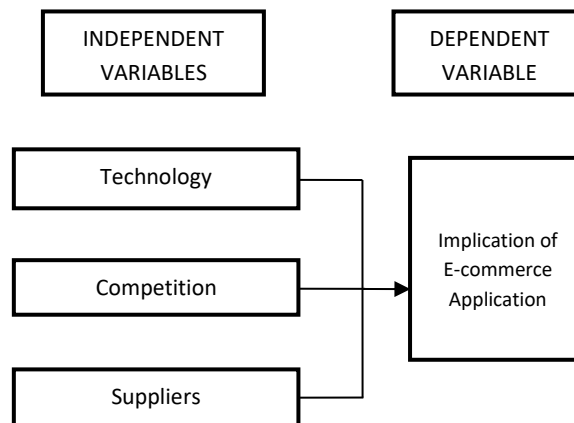 INDEPENDENT
VARIABLES
DEPENDENT
VARIABLE
Technology
Competition
Suppliers
Implication of
E-commerce
Application